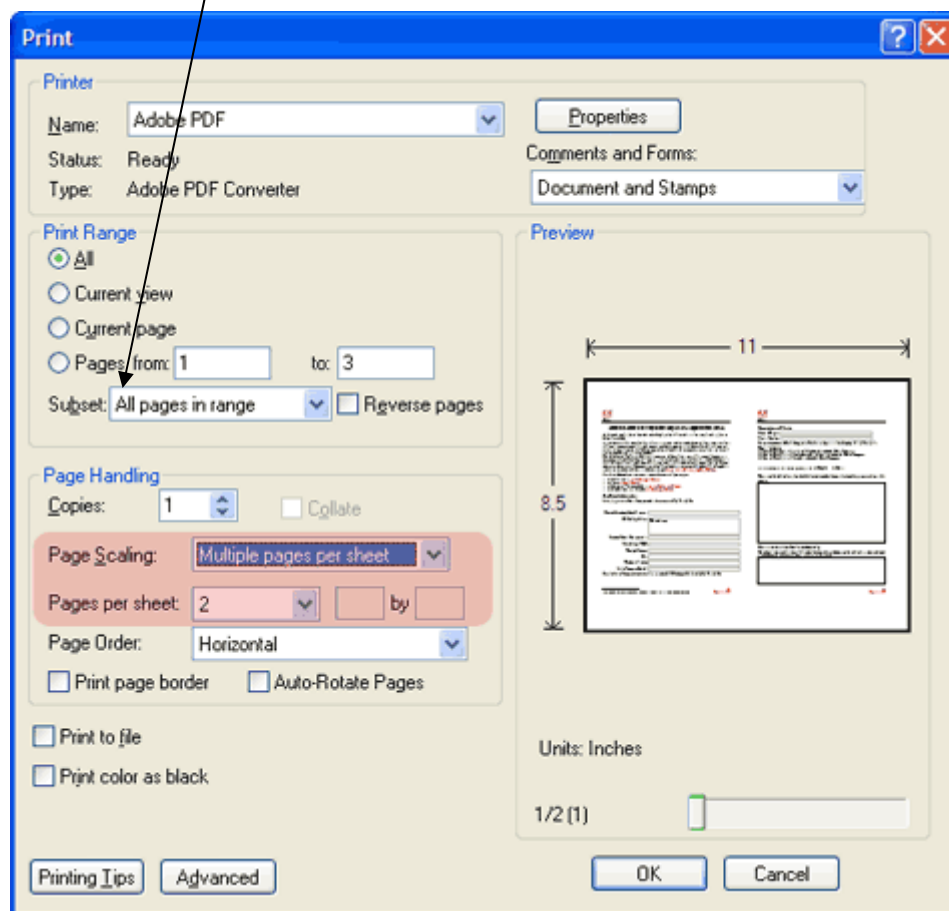 Print
Printer
Name: Adobe PDF
Properties
Status: Ready
Comments and Forms:
Type: Adobe PDF Converter
Document and Stamps
Print Range
All
Current view
Current page
Pages from: 1 to: 3
Subset: All pages in range
Reverse pages
Page Handling
Copies: 1
Collate
Page Scaling: Multiple pages per sheet
Pages per sheet: 2 by
Page Order: Horizontal
Print page border
Auto-Rotate Pages
Print to file
Print color as black
Preview
11
8.5
Units: Inches
1/2 (1)
Printing Tips
Advanced
OK
Cancel